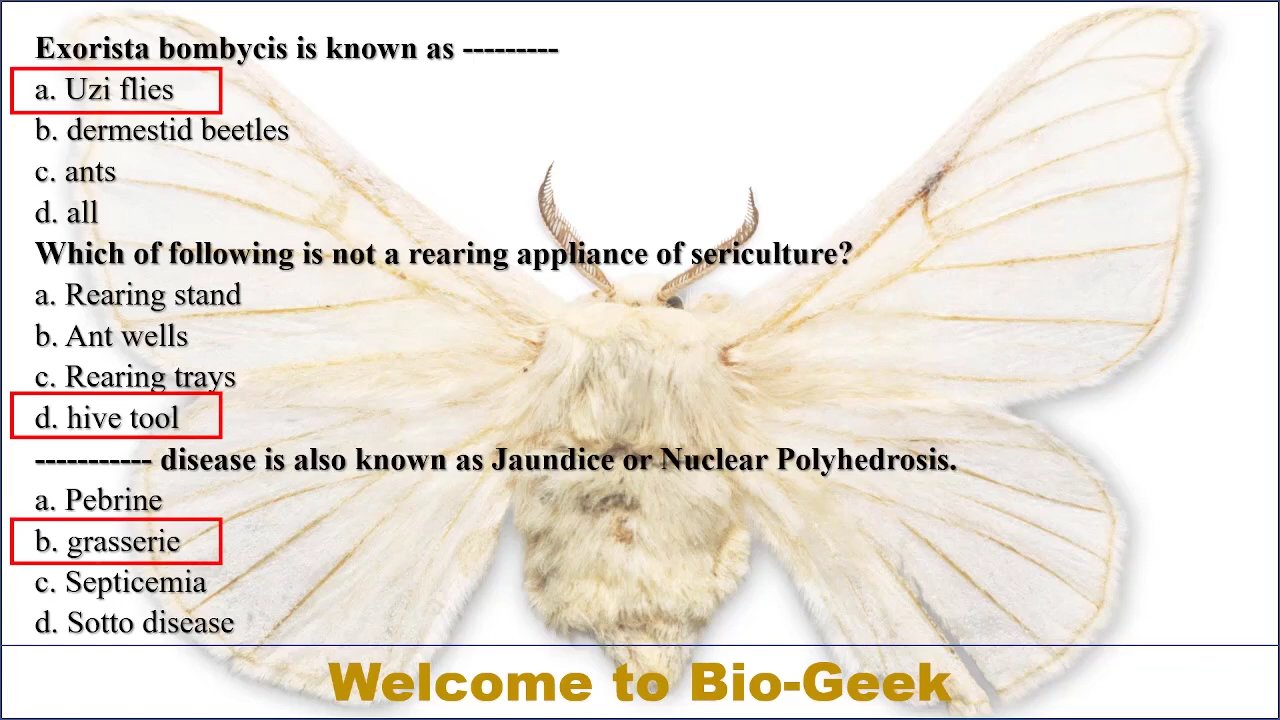 Exorista bombycis is known as ---------
a. Uzi flies
b. dermestid beetles
c. ants
d. all
Which of following is not a rearing appliance of sericulture?
a. Rearing stand
b. Ant wells
c. Rearing trays
d. hive tool
----------- disease is also known as Jaundice or Nuclear Polyhedrosis.
a. Pebrine
b. grasserie
c. Septicemia
d. Sotto disease
Welcome to Bio-Geek